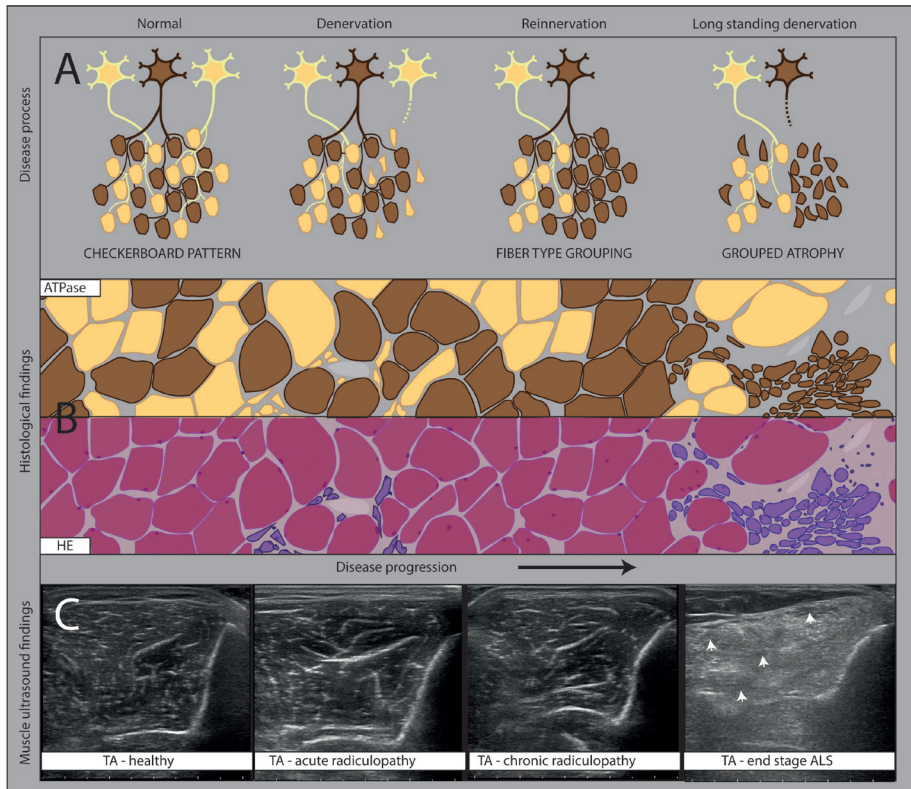 Normal
Denervation
Reinnervation
Long standing denervation
Disease process
A
CHECKERBOARD PATTERN
FIBER TYPE GROUPING
GROUPED ATROPHY
Histological findings
ATPase
B
HE
Disease progression
Muscle ultrasound findings
C
TA - healthy
TA - acute radiculopathy
TA - chronic radiculopathy
TA - end stage ALS